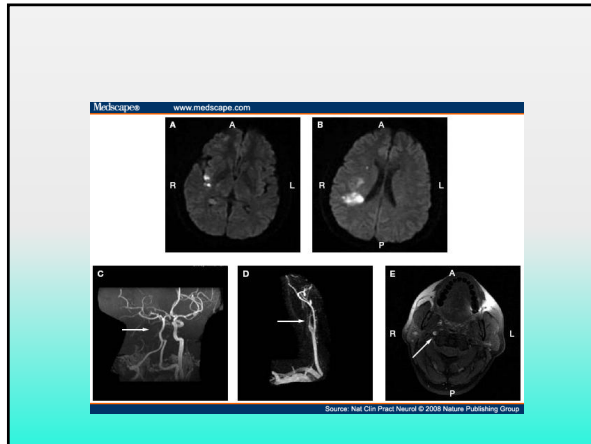 Medscape® www.medscape.com
A A
R L
B A
R L
P
C
D
E A
R L
P
Source: Nat Clin Pract Neurol © 2008 Nature Publishing Group